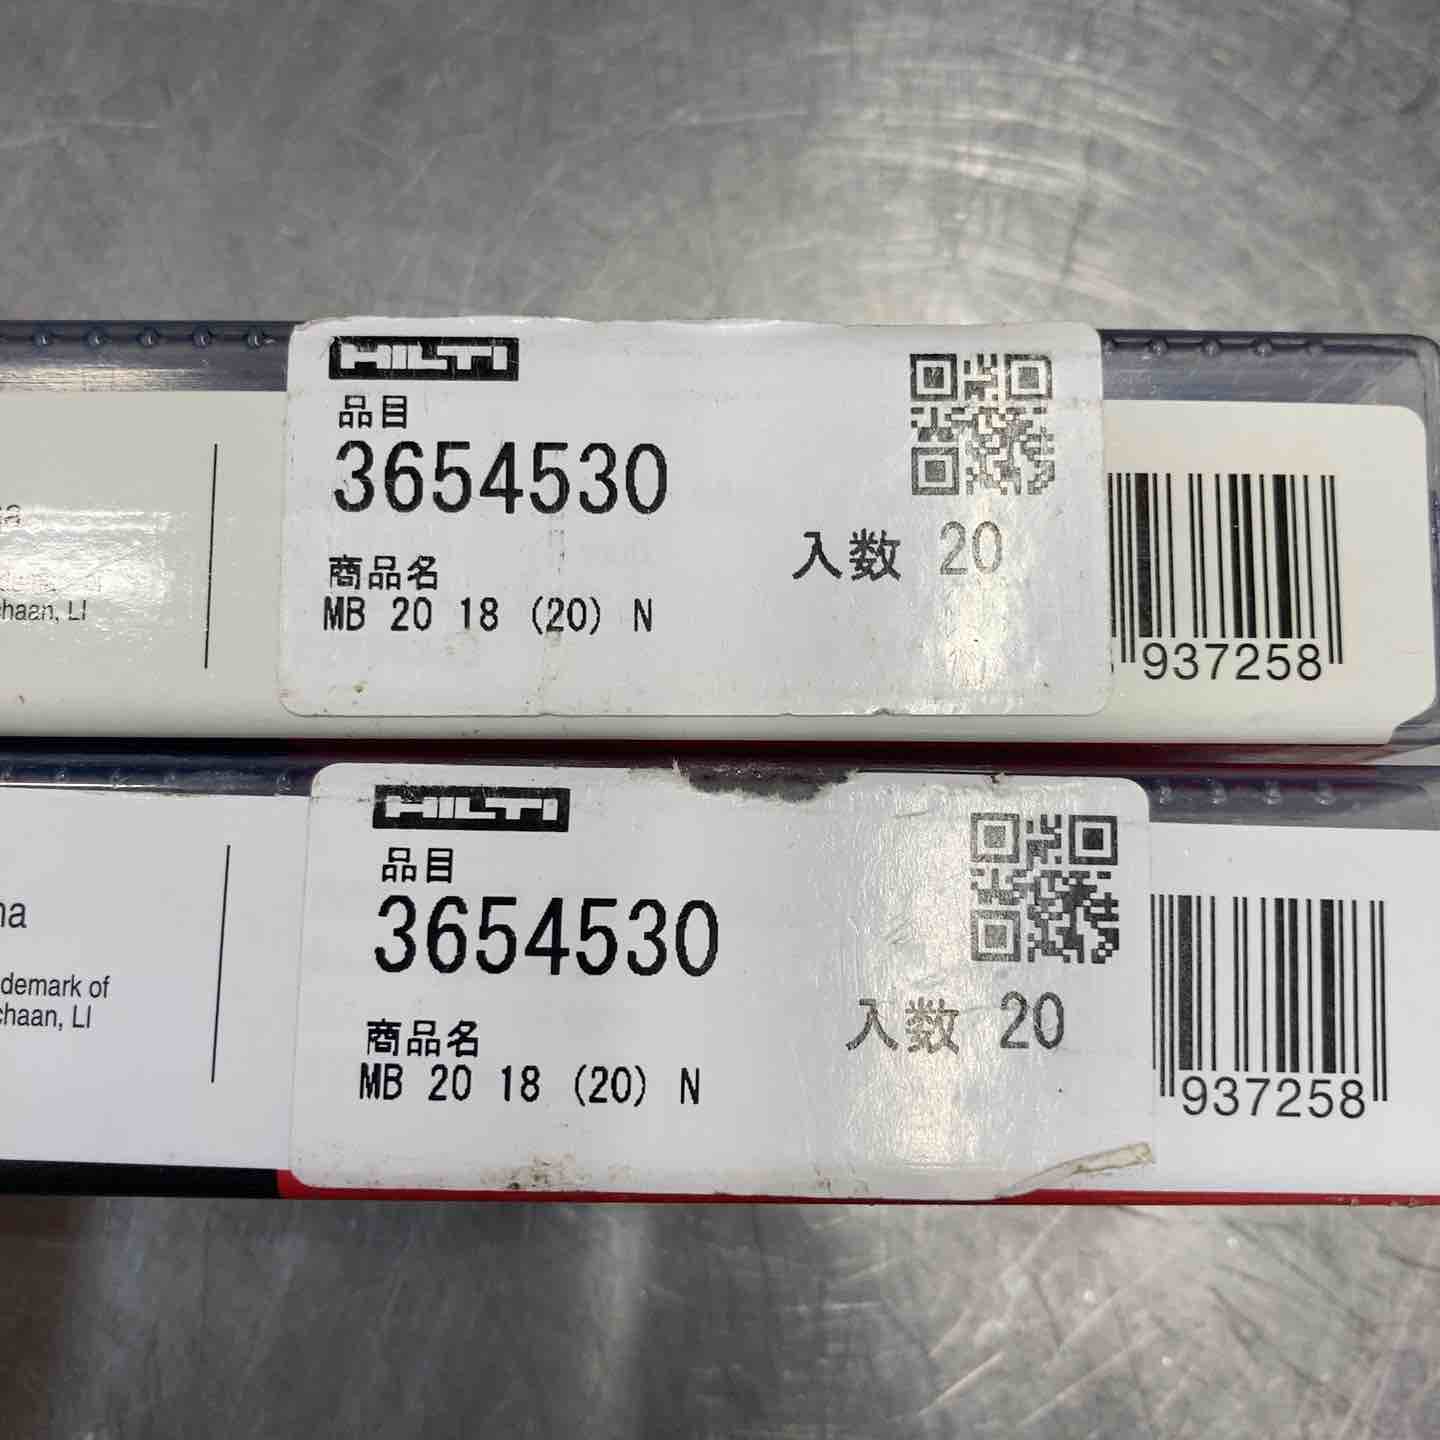 HILTI
品目
3654530
入数 20
商品名
MB 20 18 (20) N
chaan, LI
937258
HILTI
品目
3654530
入数 20
商品名
MB 20 18 (20) N
demark of
chaan, LI
937258